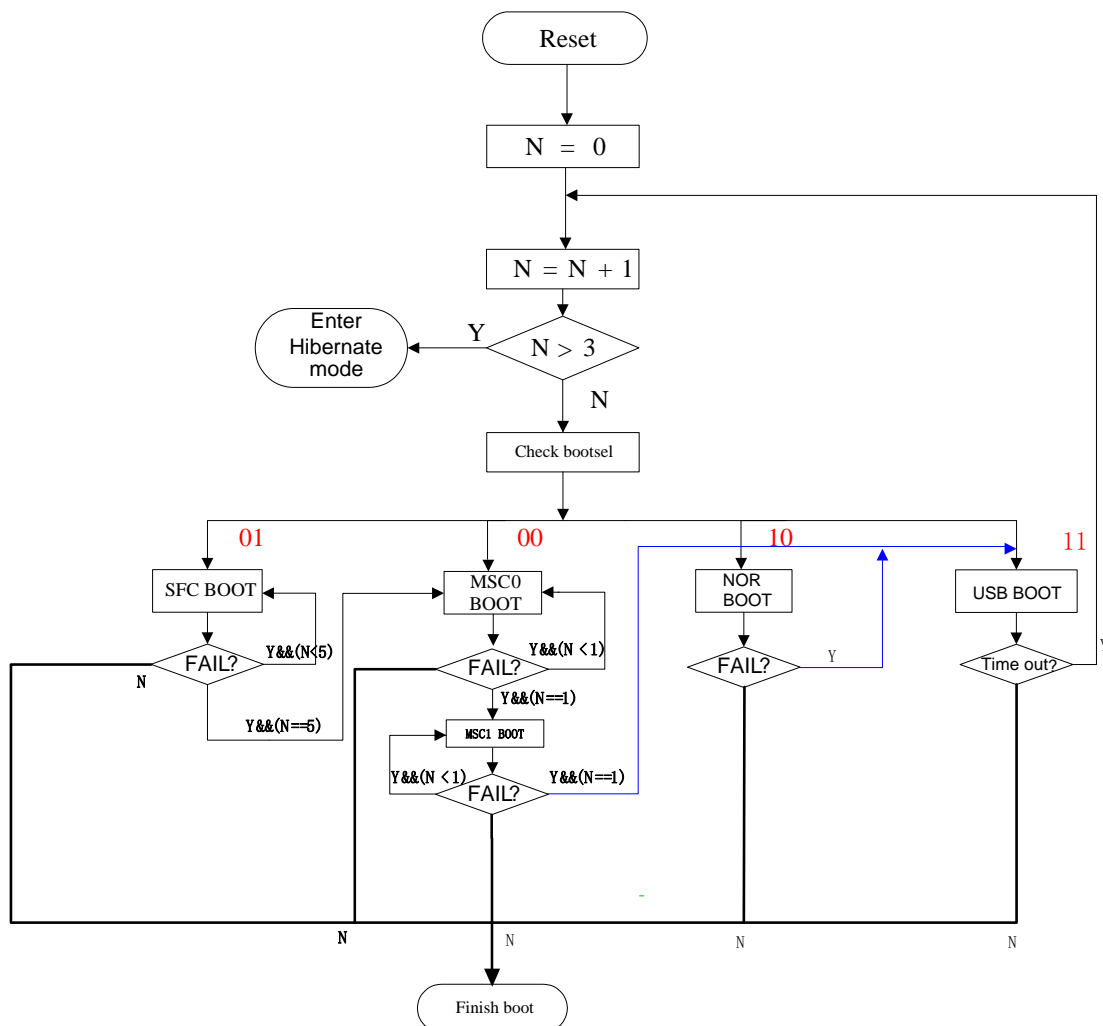 Reset
N = 0
N = N + 1
Enter
Hibernate
mode
Y
N > 3
N
Check bootsel
01
00
10
11
SFC BOOT
MSC0
BOOT
NOR
BOOT
USB BOOT
FAIL?
Y&&(N<5)
FAIL?
Y&&(N <1)
FAIL?
Y
Time out?
Y
N
Y&&(N==5)
Y&&(N==1)
MSC1 BOOT
Y&&(N <1)
FAIL?
Y&&(N==1)
N
N
N
N
Finish boot